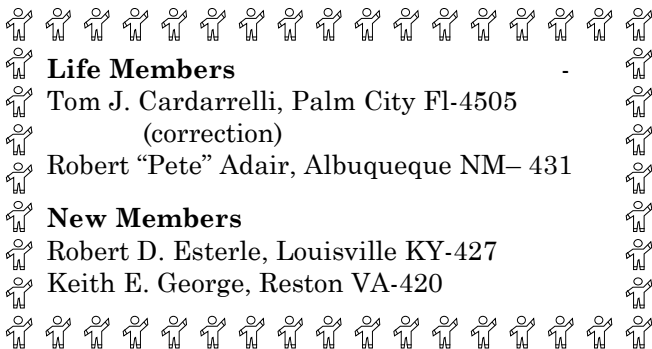 Life Members -
Tom J. Cardarrelli, Palm City Fl-4505
(correction)
Robert “Pete” Adair, Albuqueque NM– 431
New Members
Robert D. Esterle, Louisville KY-427
Keith E. George, Reston VA-420